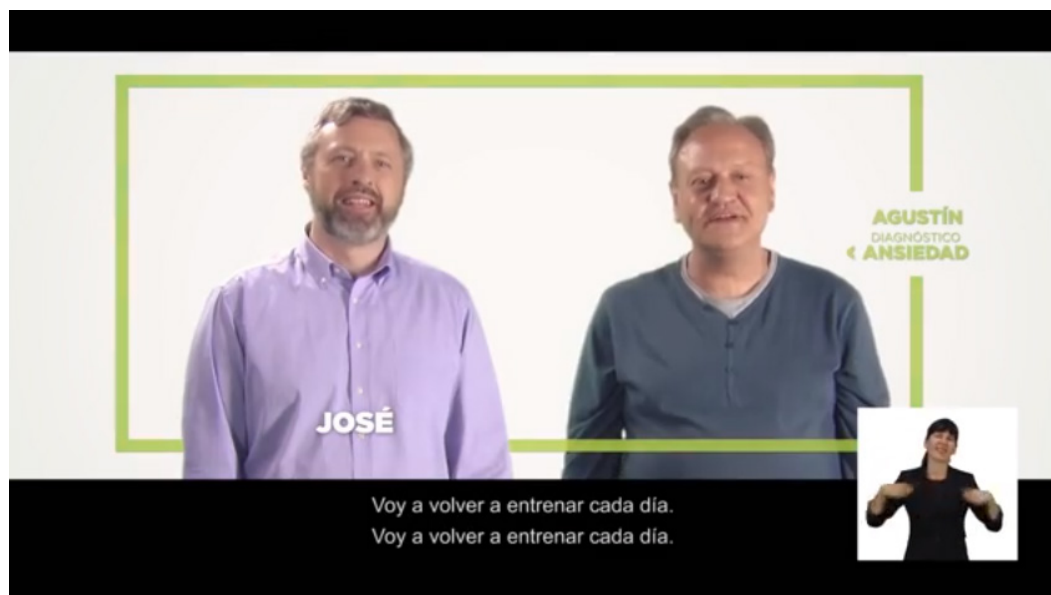 AGUSTÍN
DIAGNÓSTICO
‹ ANSIEDAD
JOSÉ
Voy a volver a entrenar cada día.
Voy a volver a entrenar cada día.